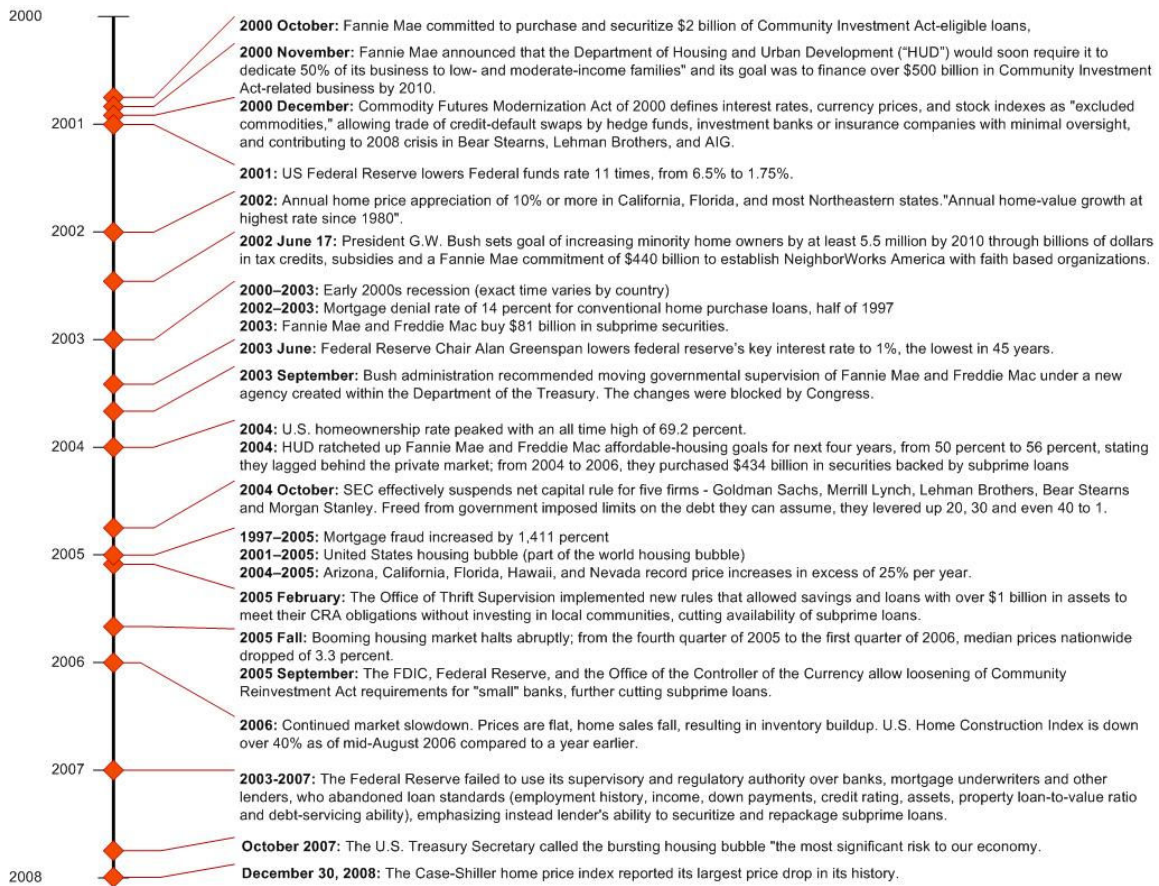 2000
2000 October: Fannie Mae committed to purchase and securitize $2 billion of Community Investment Act-eligible loans,
2000 November: Fannie Mae announced that the Department of Housing and Urban Development (“HUD”) would soon require it to
dedicate 50% of its business to low- and moderate-income families" and its goal was to finance over $500 billion in Community Investment
Act-related business by 2010.
2000 December: Commodity Futures Modernization Act of 2000 defines interest rates, currency prices, and stock indexes as "excluded
commodities," allowing trade of credit-default swaps by hedge funds, investment banks or insurance companies with minimal oversight,
and contributing to 2008 crisis in Bear Stearns, Lehman Brothers, and AIG.
2001
2001: US Federal Reserve lowers Federal funds rate 11 times, from 6.5% to 1.75%.
2002: Annual home price appreciation of 10% or more in California, Florida, and most Northeastern states."Annual home-value growth at
highest rate since 1980".
2002
2002 June 17: President G.W. Bush sets goal of increasing minority home owners by at least 5.5 million by 2010 through billions of dollars
in tax credits, subsidies and a Fannie Mae commitment of $440 billion to establish NeighborWorks America with faith based organizations.
2000–2003: Early 2000s recession (exact time varies by country)
2002–2003: Mortgage denial rate of 14 percent for conventional home purchase loans, half of 1997
2003: Fannie Mae and Freddie Mac buy $81 billion in subprime securities.
2003
2003 June: Federal Reserve Chair Alan Greenspan lowers federal reserve’s key interest rate to 1%, the lowest in 45 years.
2003 September: Bush administration recommended moving governmental supervision of Fannie Mae and Freddie Mac under a new
agency created within the Department of the Treasury. The changes were blocked by Congress.
2004: U.S. homeownership rate peaked with an all time high of 69.2 percent.
2004
2004: HUD ratcheted up Fannie Mae and Freddie Mac affordable-housing goals for next four years, from 50 percent to 56 percent, stating
they lagged behind the private market; from 2004 to 2006, they purchased $434 billion in securities backed by subprime loans
2004 October: SEC effectively suspends net capital rule for five firms - Goldman Sachs, Merrill Lynch, Lehman Brothers, Bear Stearns
and Morgan Stanley. Freed from government imposed limits on the debt they can assume, they levered up 20, 30 and even 40 to 1.
1997–2005: Mortgage fraud increased by 1,411 percent
2001–2005: United States housing bubble (part of the world housing bubble)
2005
2004–2005: Arizona, California, Florida, Hawaii, and Nevada record price increases in excess of 25% per year.
2005 February: The Office of Thrift Supervision implemented new rules that allowed savings and loans with over $1 billion in assets to
meet their CRA obligations without investing in local communities, cutting availability of subprime loans.
2005 Fall: Booming housing market halts abruptly; from the fourth quarter of 2005 to the first quarter of 2006, median prices nationwide
dropped of 3.3 percent.
2006
2005 September: The FDIC, Federal Reserve, and the Office of the Controller of the Currency allow loosening of Community
Reinvestment Act requirements for "small" banks, further cutting subprime loans.
2006: Continued market slowdown. Prices are flat, home sales fall, resulting in inventory buildup. U.S. Home Construction Index is down
over 40% as of mid-August 2006 compared to a year earlier.
2007
2003-2007: The Federal Reserve failed to use its supervisory and regulatory authority over banks, mortgage underwriters and other
lenders, who abandoned loan standards (employment history, income, down payments, credit rating, assets, property loan-to-value ratio
and debt-servicing ability), emphasizing instead lender's ability to securitize and repackage subprime loans.
October 2007: The U.S. Treasury Secretary called the bursting housing bubble "the most significant risk to our economy.
2008
December 30, 2008: The Case-Shiller home price index reported its largest price drop in its history.